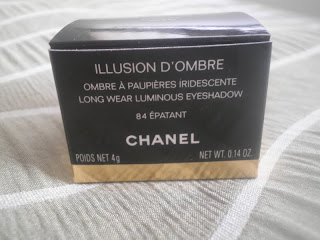 ILLUSION D'OMBRE
OMBRE À PAUPIÈRES IRIDESCENTE
LONG WEAR LUMINOUS EYESHADOW
84 ÉPATANT
CHANEL
POIDS NET 4g NET WT. 0.14 OZ.